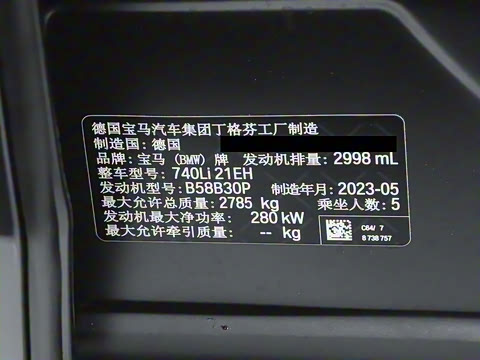 德国宝马汽车集团丁格芬工厂制造
制造国: 德国
品牌: 宝马 (BMW) 牌 发动机排量: 2998 mL
整车型号: 740Li 21EH
发动机型号: B58B30P 制造年月: 2023-05
最大允许总质量: 2785 kg 乘坐人数: 5
发动机最大净功率: 280 kW
最大允许牵引质量: -- kg
C64/ 7
8 738 757